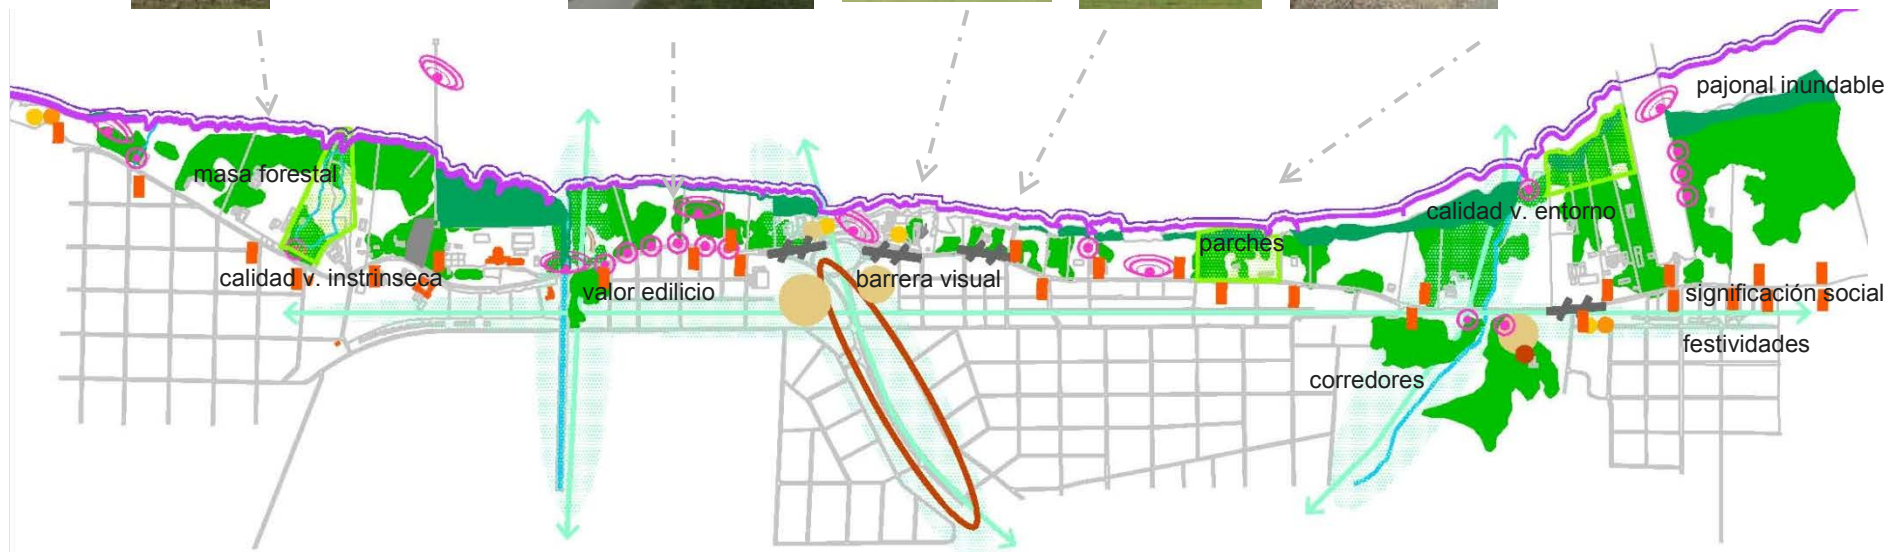 pajonal inundable
masa forestal
calidad v. entorno
parches
calidad v. instrinseca
valor edilicio
barrera visual
significación social
festividades
corredores